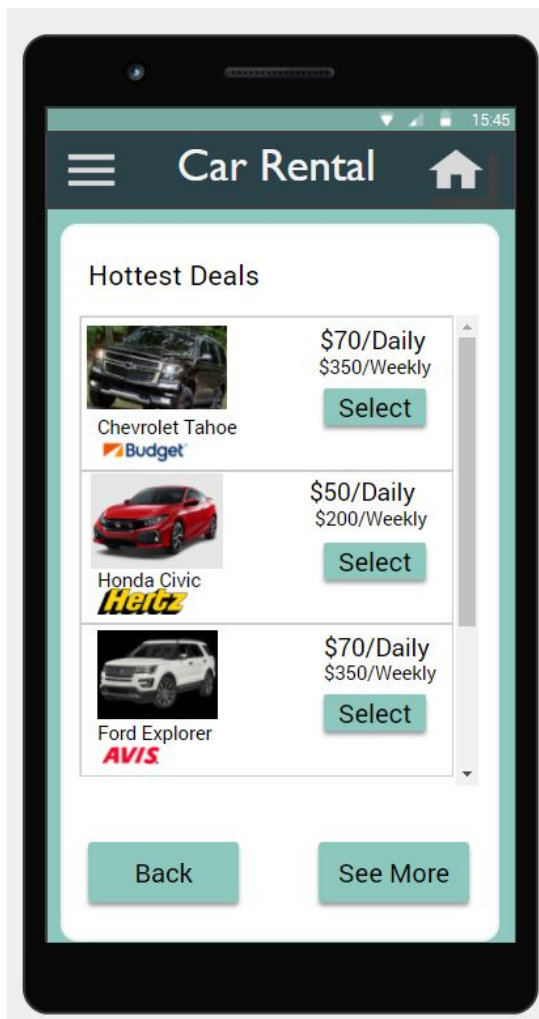 15:45
Car Rental
Hottest Deals
$70/Daily
$350/Weekly
Select
Chevrolet Tahoe
Budget
$50/Daily
$200/Weekly
Select
Honda Civic
Hertz
$70/Daily
$350/Weekly
Select
Ford Explorer
AVIS
Back
See More